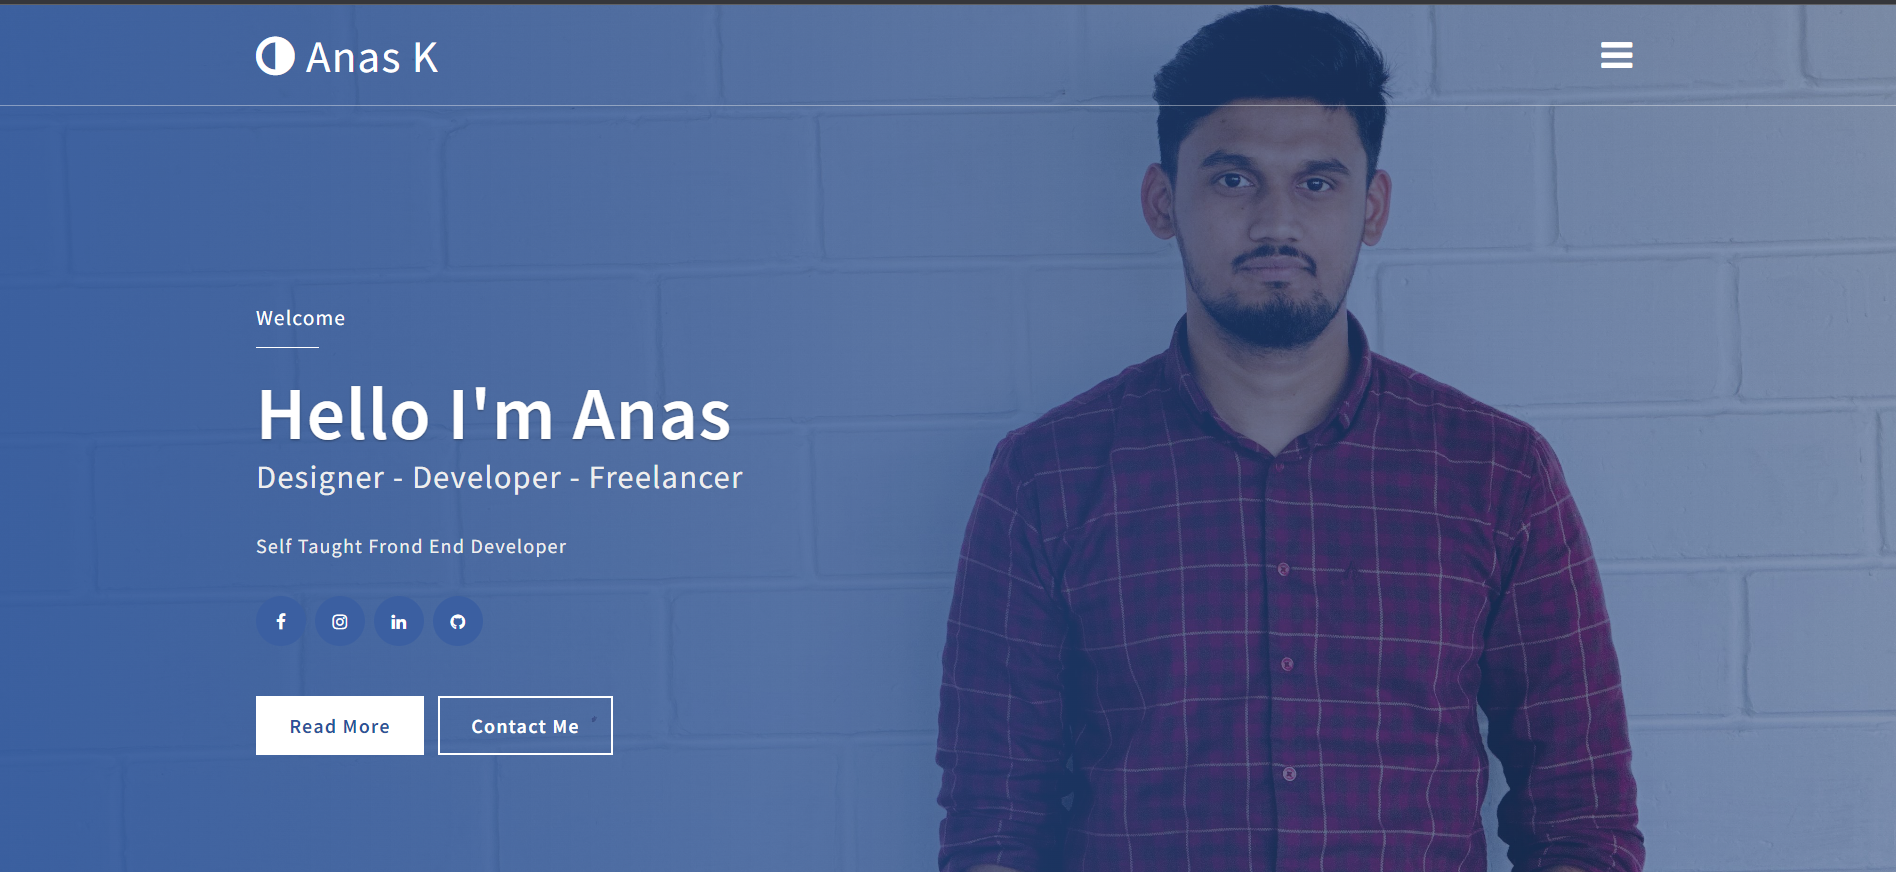 Anas K
Welcome
Hello I'm Anas
Designer - Developer - Freelancer
Self Taught Frond End Developer
Read More
Contact Me